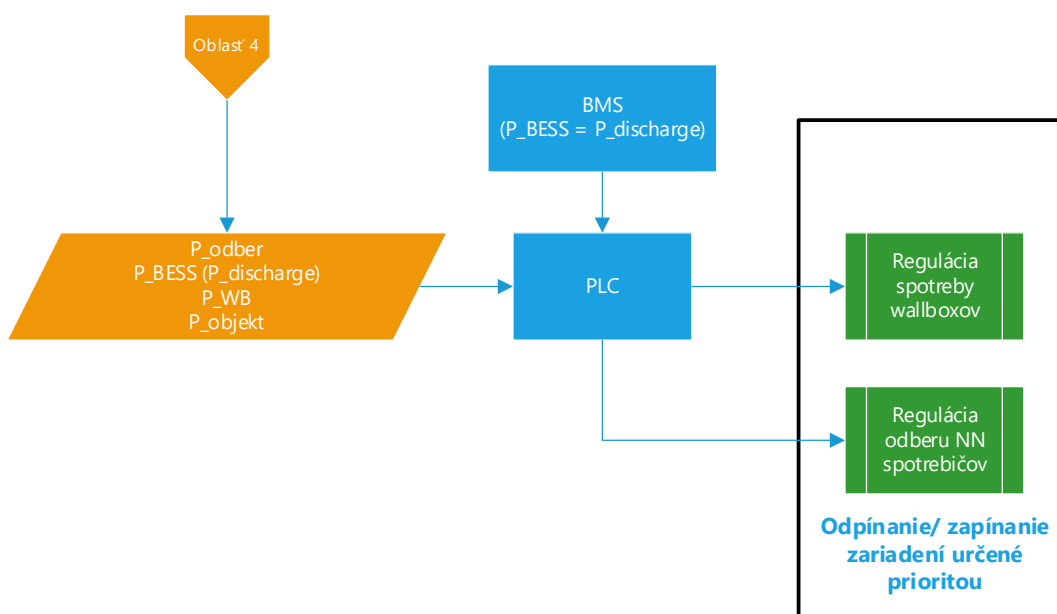 Oblasť 4
BMS
(P_BESS = P_discharge)
P_odber
P_BESS (P_discharge)
P_WB
P_objekt
PLC
Regulácia
spotreby
wallboxov
Regulácia
odberu NN
spotrebičov
Odpínanie/ zapínanie
zariadení určené
prioritou